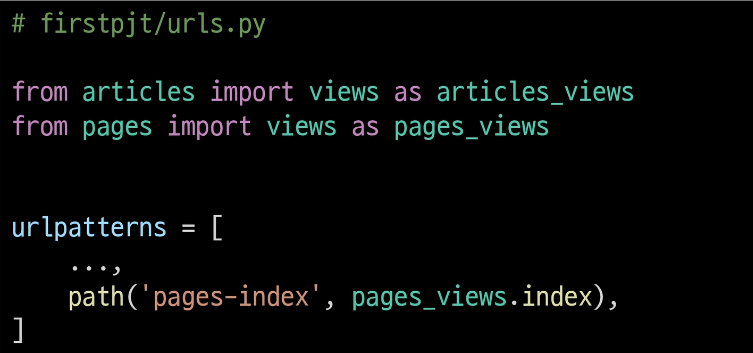 # firstpjt/urls.py
from articles import views as articles_views
from pages import views as pages_views
urlpatterns = [
    ...,
    path('pages-index', pages_views.index),
]